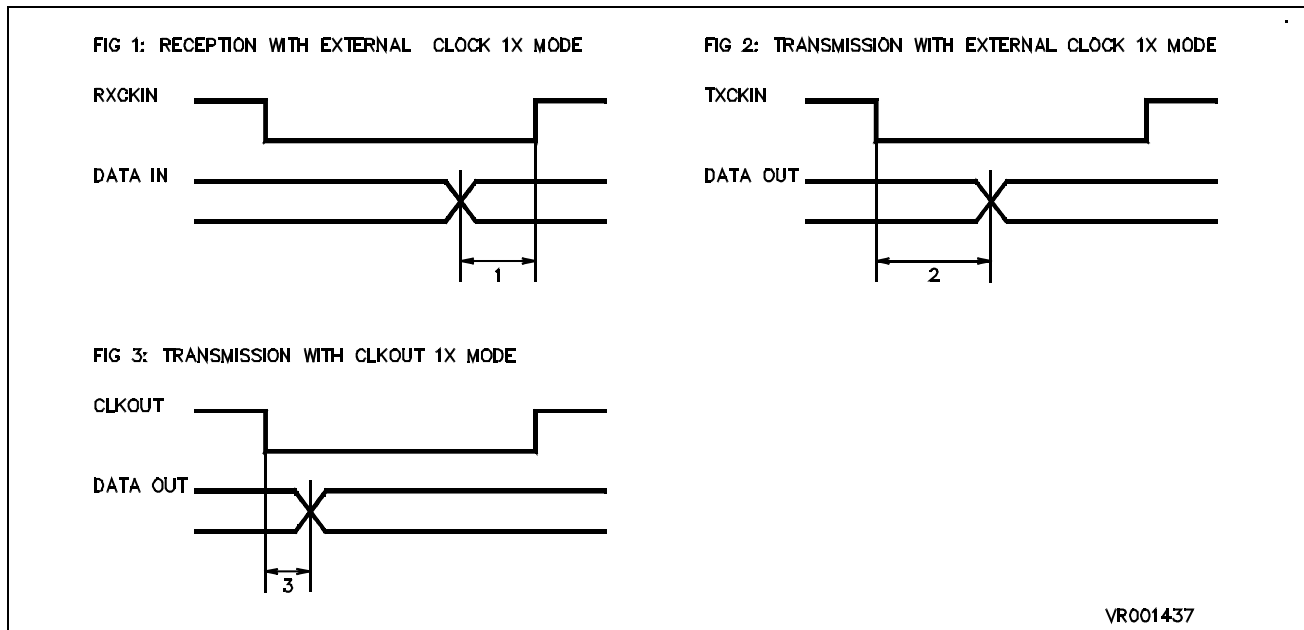 FIG 1: RECEPTION WITH EXTERNAL CLOCK 1X MODE
RXCKIN
DATA IN
1
FIG 2: TRANSMISSION WITH EXTERNAL CLOCK 1X MODE
TXCKIN
DATA OUT
2
FIG 3: TRANSMISSION WITH CLKOUT 1X MODE
CLKOUT
DATA OUT
3
VR001437